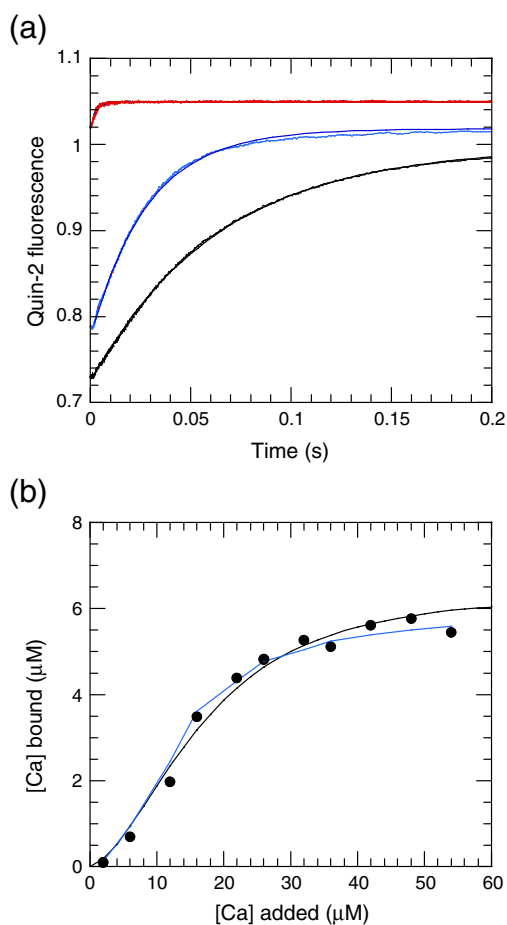 (a)
1.1
1
0.9
0.8
0.7
Quin-2 fluorescence
0 0.05 0.1 0.15 0.2
Time (s)
(b)
8
6
4
2
0
[Ca] bound (μM)
0 10 20 30 40 50 60
[Ca] added (μM)